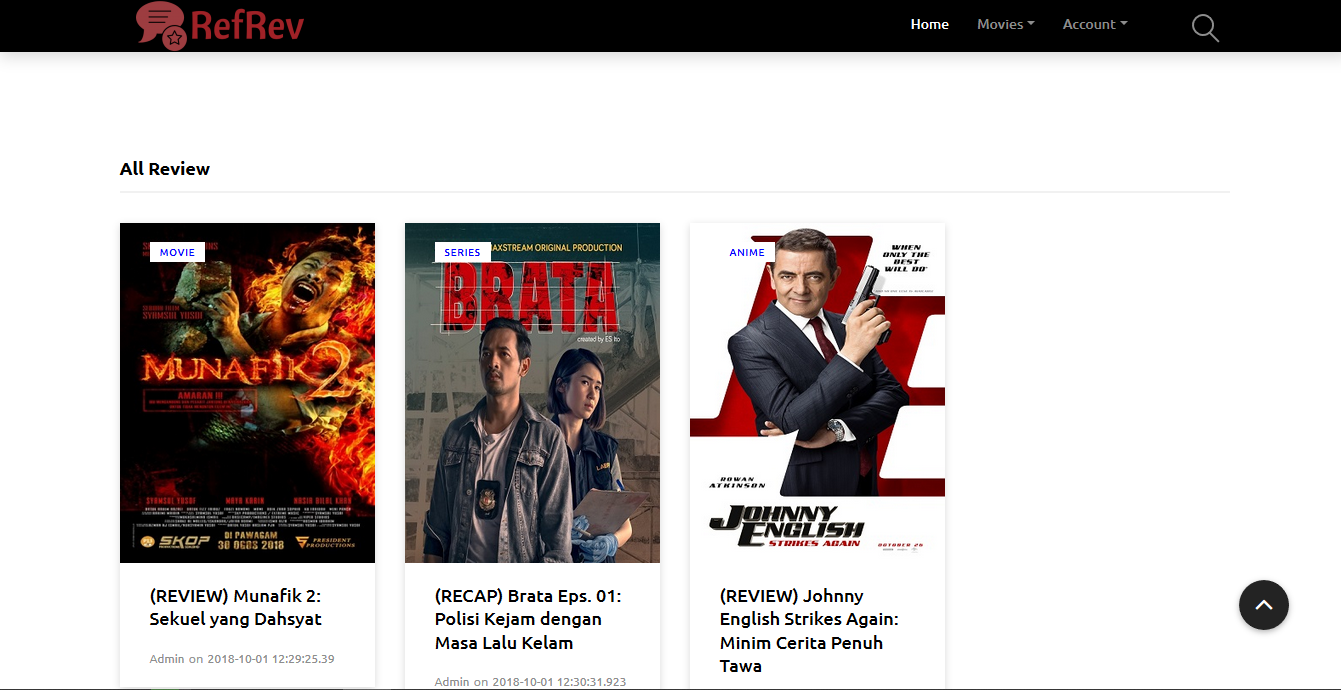 RefRev
Home
Movies
Account
All Review
MOVIE
MUNAFIK 2
AMARAN !!!
SYAMSUL YUSOF
MAYA KARIN
NASIR BILAL KHAN
SKOP
DI PAWAGAM
30 OGOS 2018
PRESIDENT
PRODUCTIONS
(REVIEW) Munafik 2:
Sekuel yang Dahsyat
Admin on 2018-10-01 12:29:25.39
SERIES
AXSTREAM ORIGINAL PRODUCTION
BRATA
created by ES Ito
(RECAP) Brata Eps. 01:
Polisi Kejam dengan
Masa Lalu Kelam
Admin on 2018-10-01 12:30:31.923
ANIME
WHEN
ONLY THE
BEST
WILL DO
ROWAN
ATKINSON
JOHNNY
ENGLISH
STRIKES AGAIN
OCTOBER 26
(REVIEW) Johnny
English Strikes Again:
Minim Cerita Penuh
Tawa